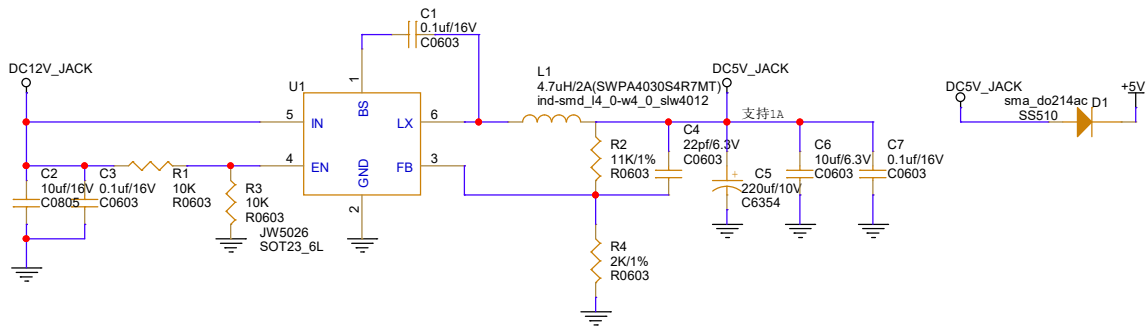 C1
0.1uf/16V
C0603
DC12V_JACK
U1
1
BS
5
IN
LX
6
4
EN
FB
3
GND
2
L1
4.7uH/2A(SWPA4030S4R7MT)
ind-smd_l4_0-w4_0_slw4012
DC5V_JACK
支持1A
C2
10uf/16V
C0805
C3
0.1uf/16V
C0603
R1
10K
R0603
R3
10K
R0603
JW5026
SOT23_6L
R2
11K/1%
R0603
C4
22pf/6.3V
C0603
R4
2K/1%
R0603
+
C5
220uf/10V
C6354
C6
10uf/6.3V
C0603
C7
0.1uf/16V
C0603
DC5V_JACK
sma_do214ac
D1
SS510
+5V